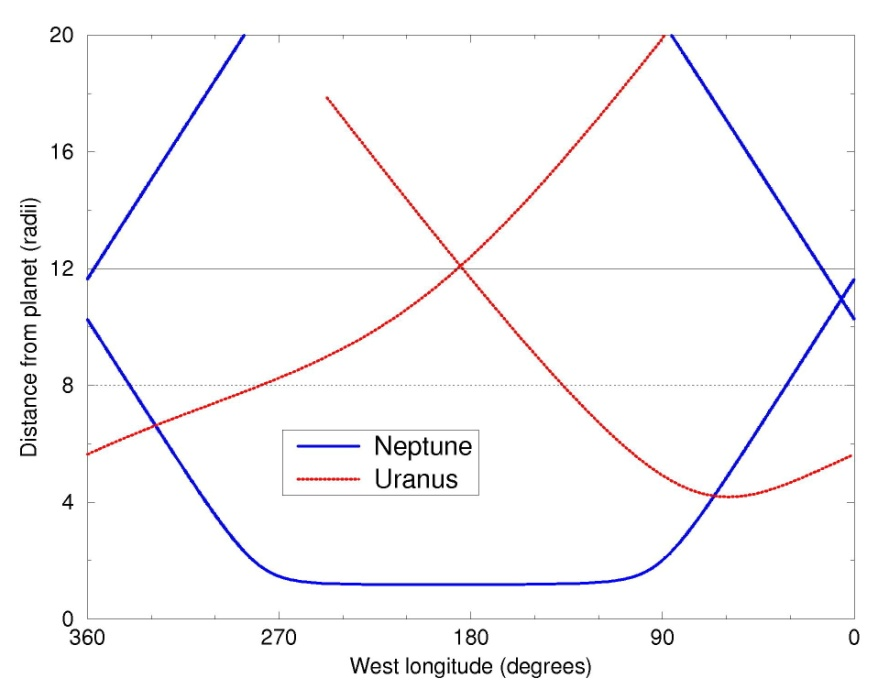 20
16
12
8
4
0
Distance from planet (radii)
Neptune
Uranus
360
270
180
90
0
West longitude (degrees)